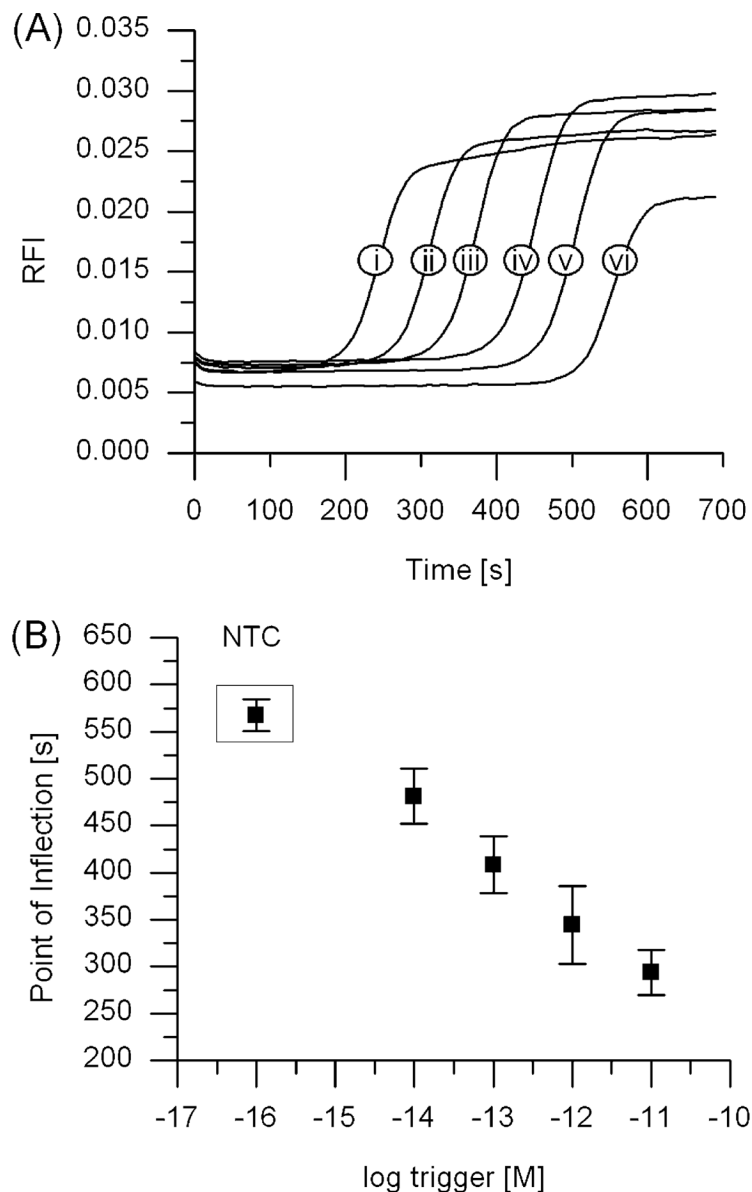 (A)
0.035
0.030
0.025
0.020
0.015
0.010
0.005
0.000
RFI
i ii iii iv v vi
0 100 200 300 400 500 600 700
Time [s]
(B)
650
600
550
500
450
400
350
300
250
200
Point of Inflection [s]
NTC
-17 -16 -15 -14 -13 -12 -11 -10
log trigger [M]